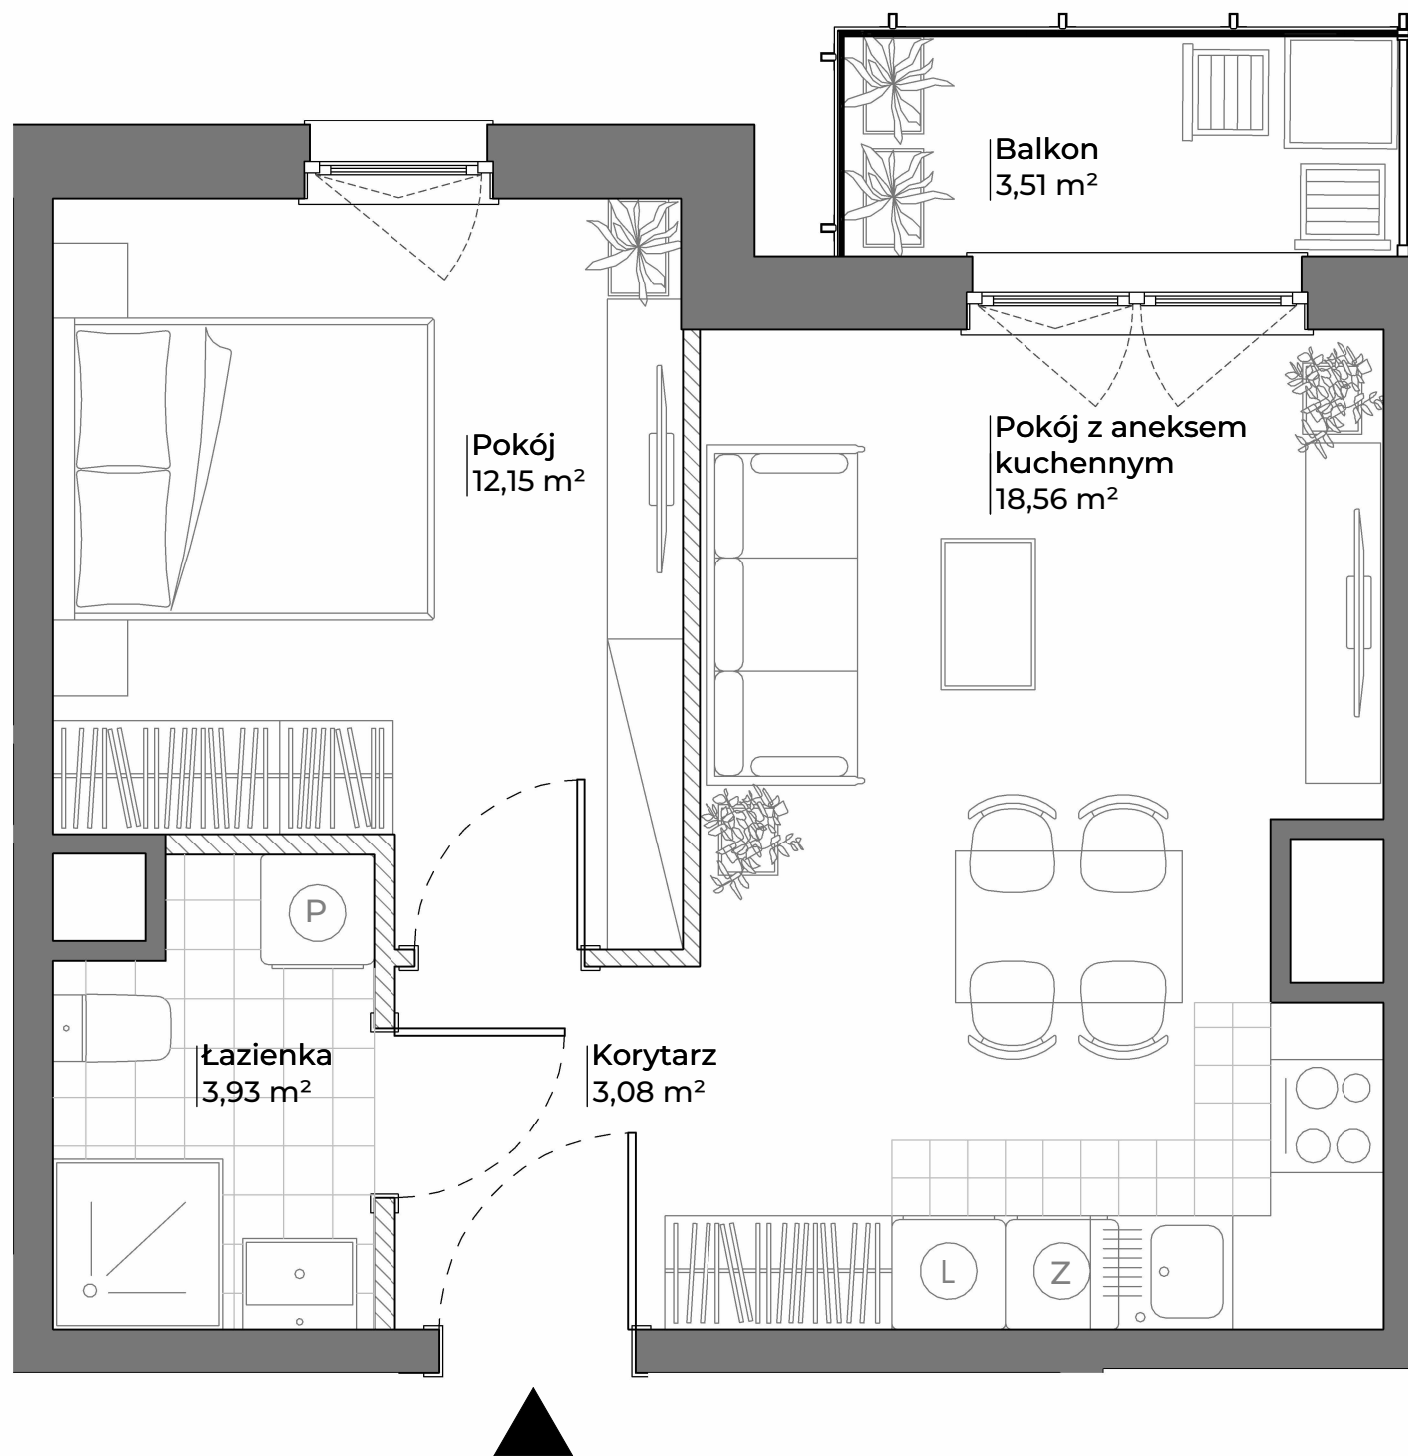 Balkon
3,51 m²
Pokój
12,15 m²
Pokój z aneksem
kuchennym
18,56 m²
P
Łazienka
3,93 m²
Korytarz
3,08 m²
L
Z